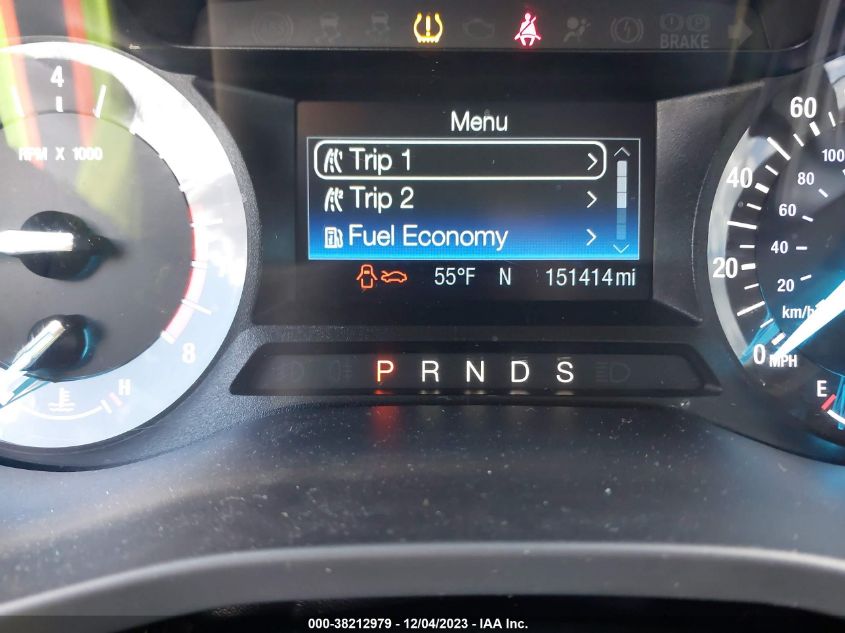 BRAKE
4
RPM X 1000
8
H
Menu
Trip 1
Trip 2
Fuel Economy
55°F N 151414mi
P R N D S
60
40
20
0
MPH
100
80
60
40
20
km/h
E
000-38212979 - 12/04/2023 - IAA Inc.